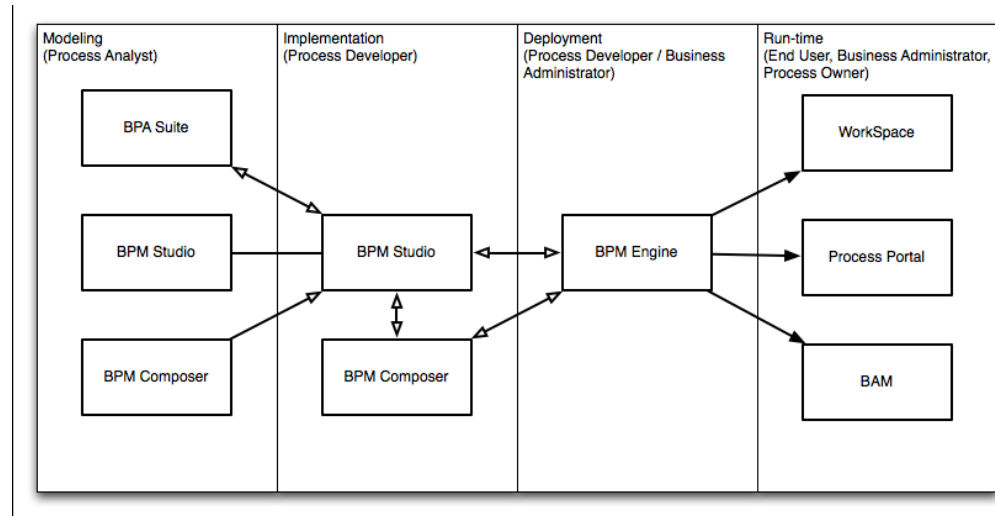 Modeling
(Process Analyst)
Implementation
(Process Developer)
Deployment
(Process Developer / Business
Administrator)
Run-time
(End User, Business Administrator,
Process Owner)
BPA Suite
WorkSpace
BPM Studio
BPM Studio
BPM Engine
Process Portal
BPM Composer
BPM Composer
BAM